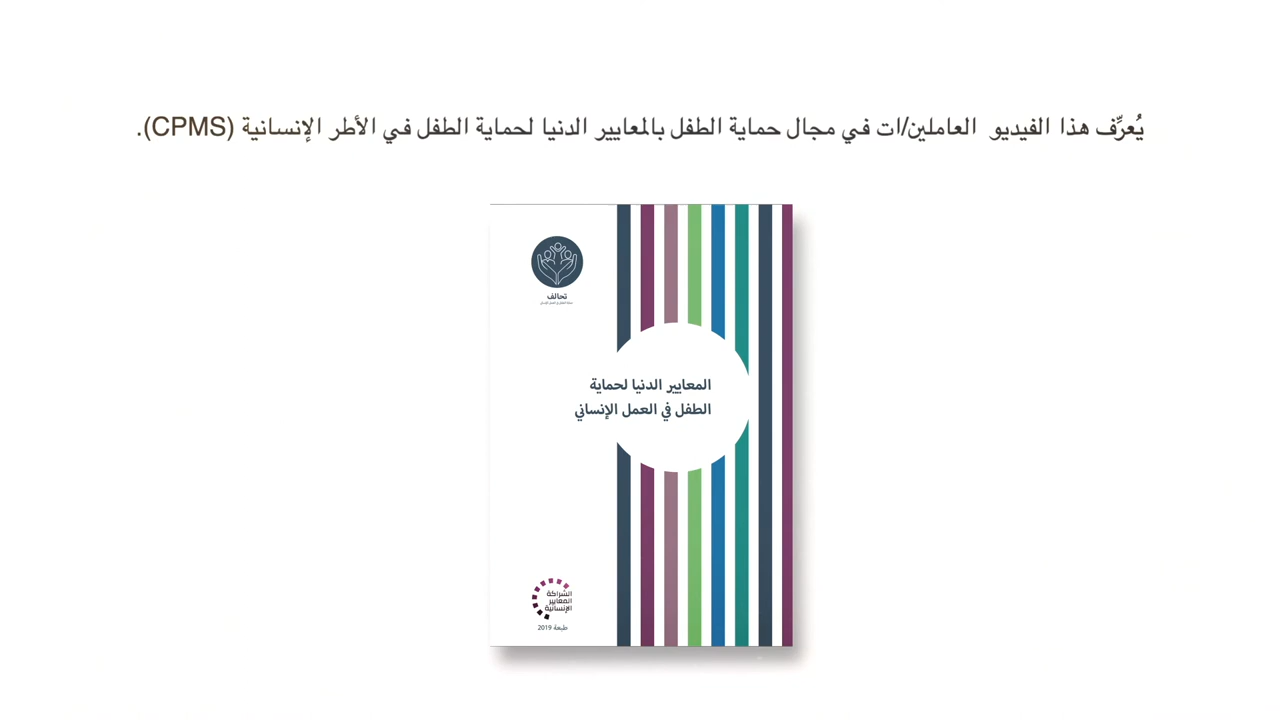 يُعرِّف هذا الفيديو العاملين/ات في مجال حماية الطفل بالمعايير الدنيا لحماية الطفل في الأطر الإنسانية (CPMS).
تحالف
المعايير الدنيا لحماية
الطفل في العمل الإنساني
الشراكة
المعايير
الإنسانية
طبعة 2019